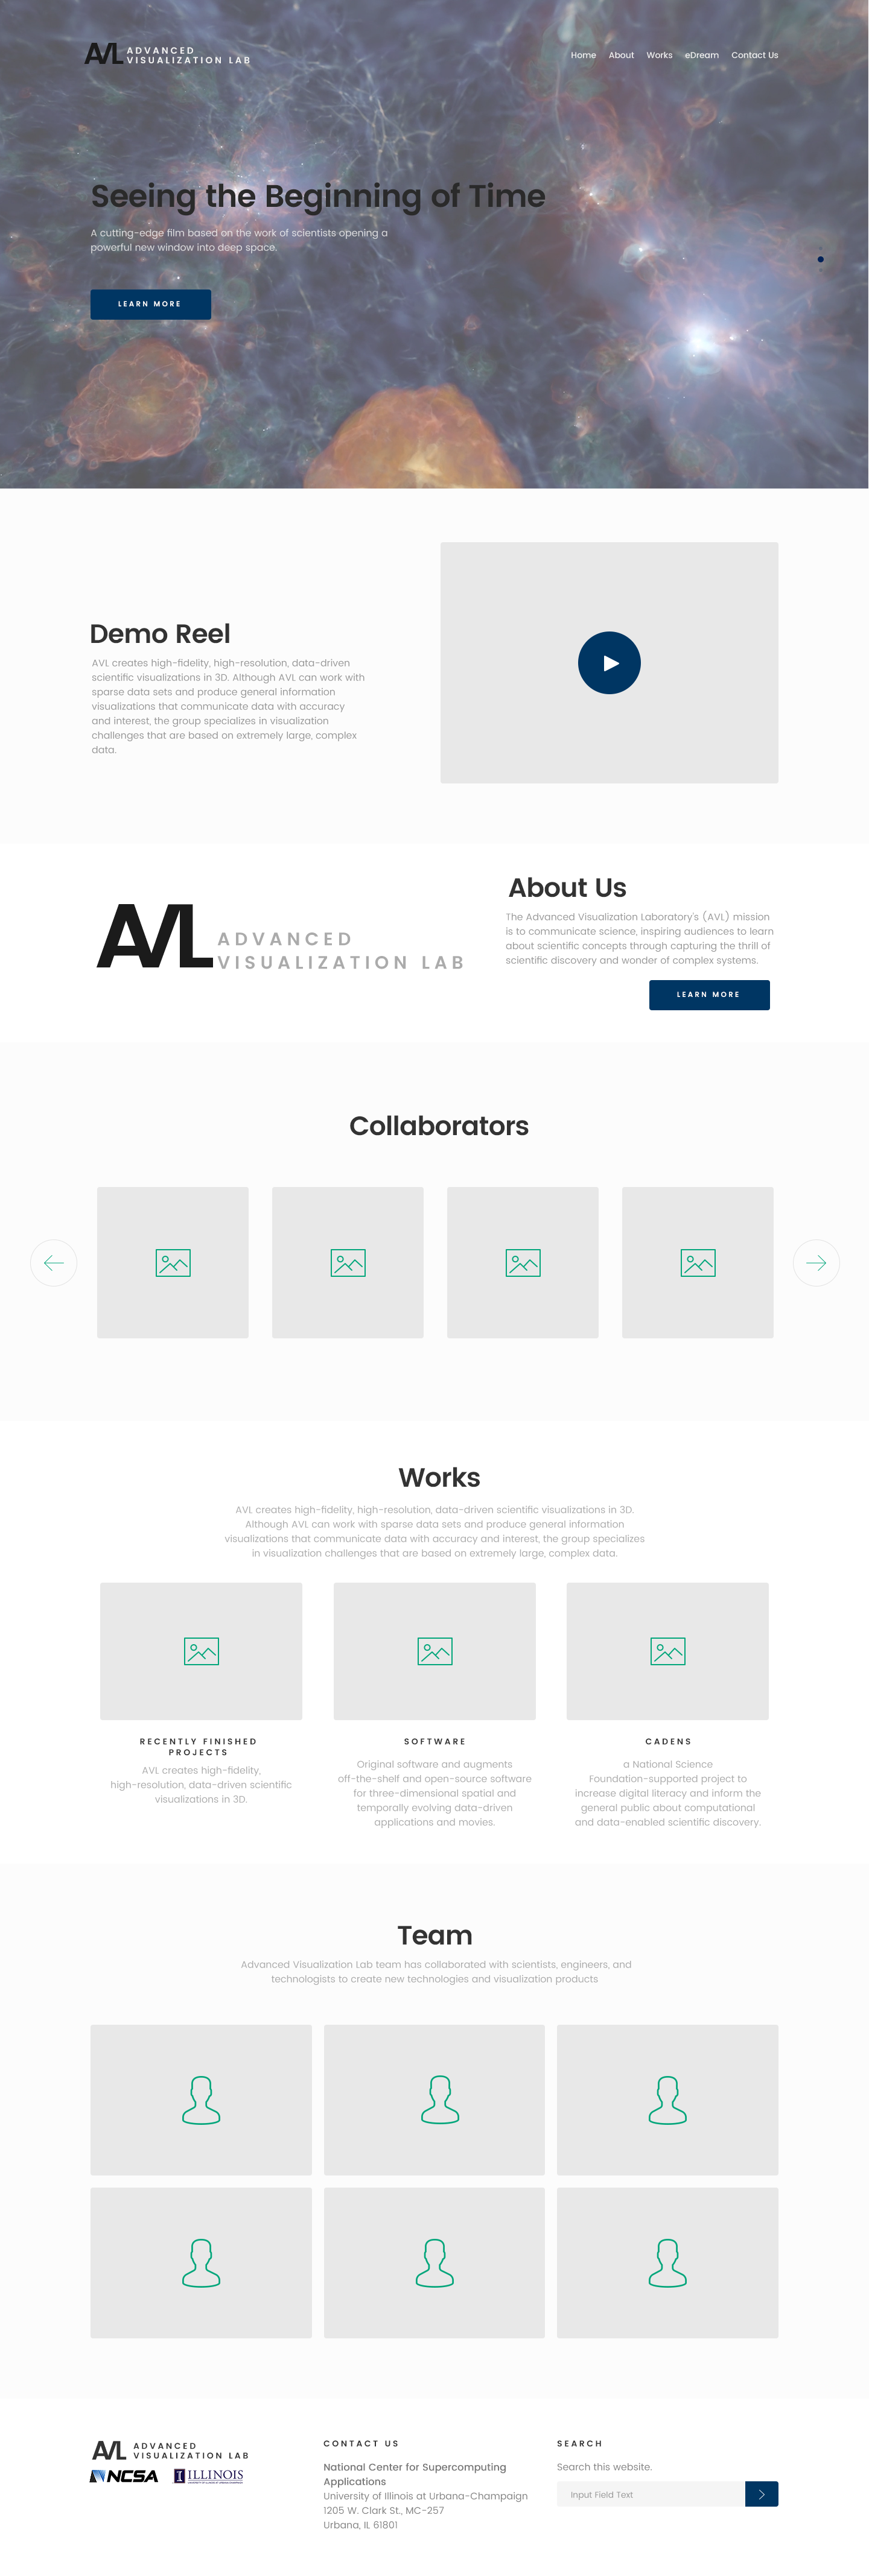 AVL ADVANCED
VISUALIZATION LAB
Home About Works eDream Contact Us
Seeing the Beginning of Time
A cutting-edge film based on the work of scientists opening a
powerful new window into deep space.
LEARN MORE
Demo Reel
AVL creates high-fidelity, high-resolution, data-driven
scientific visualizations in 3D. Although AVL can work with
sparse data sets and produce general information
visualizations that communicate data with accuracy
and interest, the group specializes in visualization
challenges that are based on extremely large, complex
data.
AVL ADVANCED
VISUALIZATION LAB
About Us
The Advanced Visualization Laboratory's (AVL) mission
is to communicate science, inspiring audiences to learn
about scientific concepts through capturing the thrill of
scientific discovery and wonder of complex systems.
LEARN MORE
Collaborators
Works
AVL creates high-fidelity, high-resolution, data-driven scientific visualizations in 3D.
Although AVL can work with sparse data sets and produce general information
visualizations that communicate data with accuracy and interest, the group specializes
in visualization challenges that are based on extremely large, complex data.
RECENTLY FINISHED
PROJECTS
AVL creates high-fidelity,
high-resolution, data-driven scientific
visualizations in 3D.
SOFTWARE
Original software and augments
off-the-shelf and open-source software
for three-dimensional spatial and
temporally evolving data-driven
applications and movies.
CADENS
a National Science
Foundation-supported project to
increase digital literacy and inform the
general public about computational
and data-enabled scientific discovery.
Team
Advanced Visualization Lab team has collaborated with scientists, engineers, and
technologists to create new technologies and visualization products
AVL ADVANCED
VISUALIZATION LAB
NCSA
I ILLINOIS
CONTACT US
National Center for Supercomputing
Applications
University of Illinois at Urbana-Champaign
1205 W. Clark St., MC-257
Urbana, IL 61801
SEARCH
Search this website.
Input Field Text